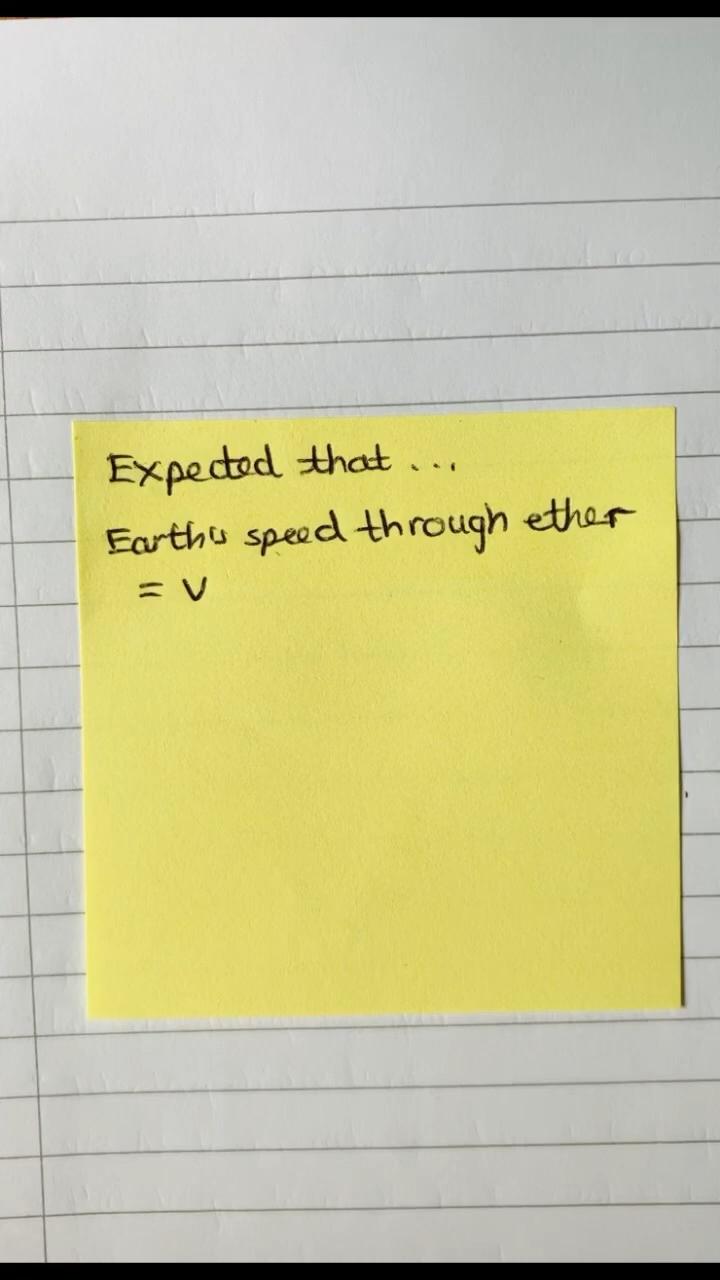 Expected that ...
Earth's speed through ether
= v